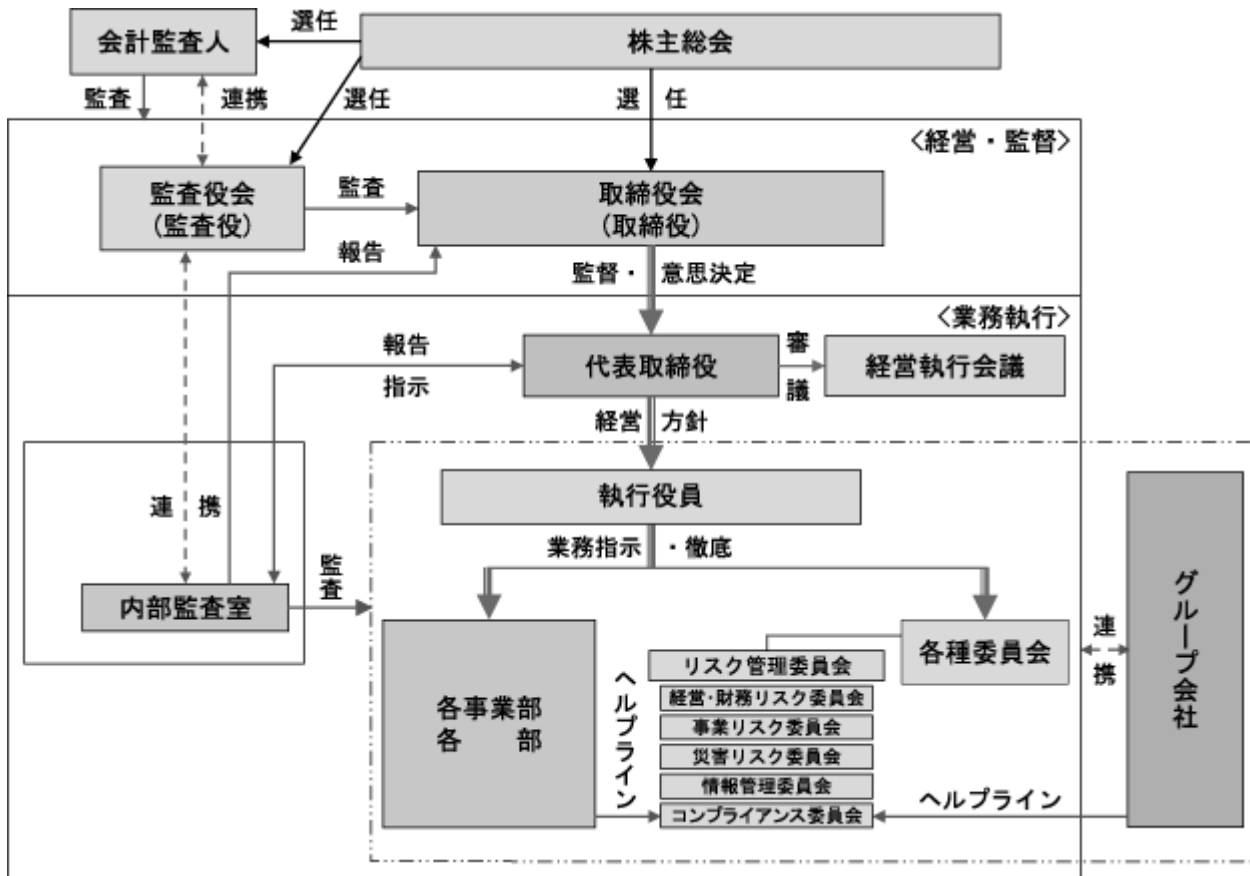 会計監査人
選任
株主総会
監査
連携
選任
選 任
<経営・監督>
監査役会
(監査役)
監査
取締役会
(取締役)
報告
監督・ 意思決定
<業務執行>
報告
指示
代表取締役
審
議
経営執行会議
経営 方針
執行役員
連 携
業務指示 ・徹底
監査
内部監査室
各種委員会
連
携
グループ会社
リスク管理委員会
各事業部
各 部
ヘルプライン
経営・財務リスク委員会
事業リスク委員会
災害リスク委員会
情報管理委員会
コンプライアンス委員会
ヘルプライン